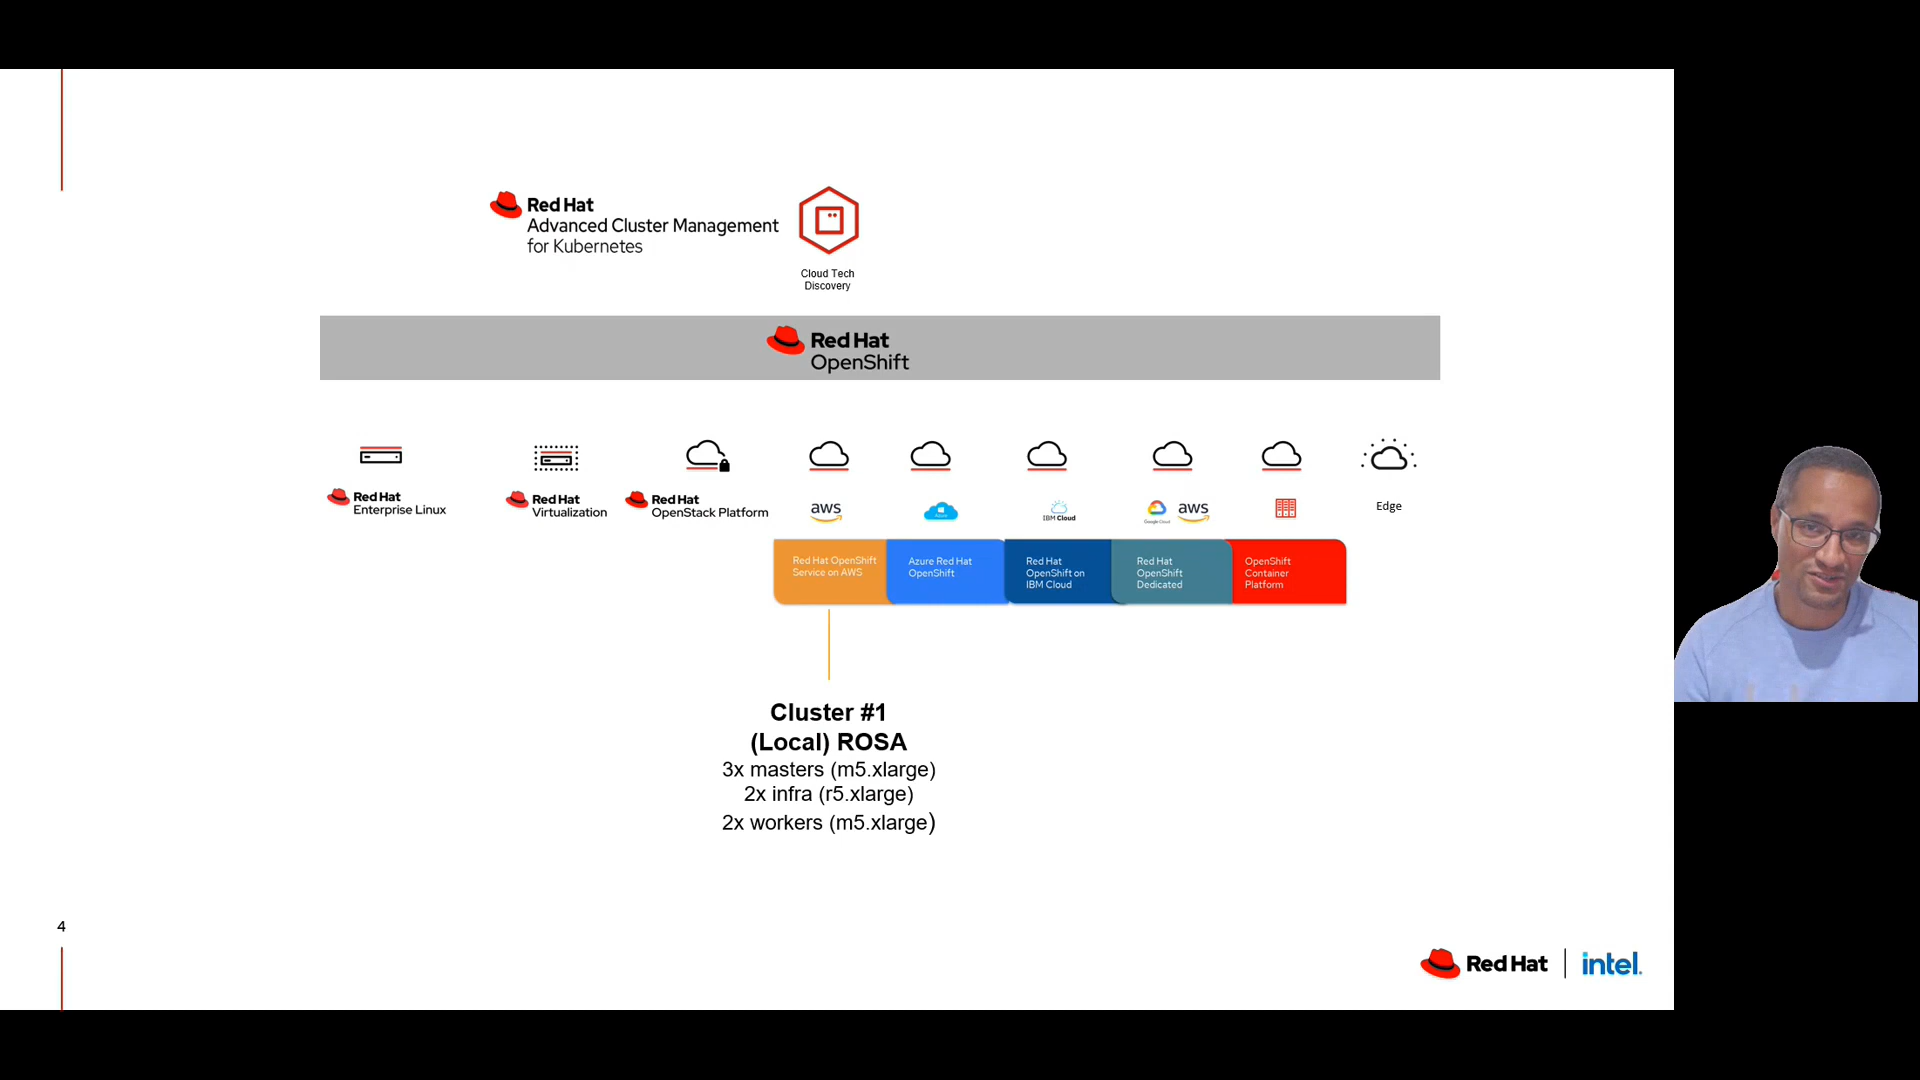 Red Hat
Advanced Cluster Management
for Kubernetes
Cloud Tech
Discovery
Red Hat
OpenShift
Red Hat
Enterprise Linux
Red Hat
Virtualization
Red Hat
OpenStack Platform
aws
Azure
IBM Cloud
Google Cloud
aws
Edge
Red Hat OpenShift
Service on AWS
Azure Red Hat
OpenShift
Red Hat
OpenShift on
IBM Cloud
Red Hat
OpenShift
Dedicated
OpenShift
Container
Platform
Cluster #1
(Local) ROSA
3x masters (m5.xlarge)
2x infra (r5.xlarge)
2x workers (m5.xlarge)
4
Red Hat
intel.